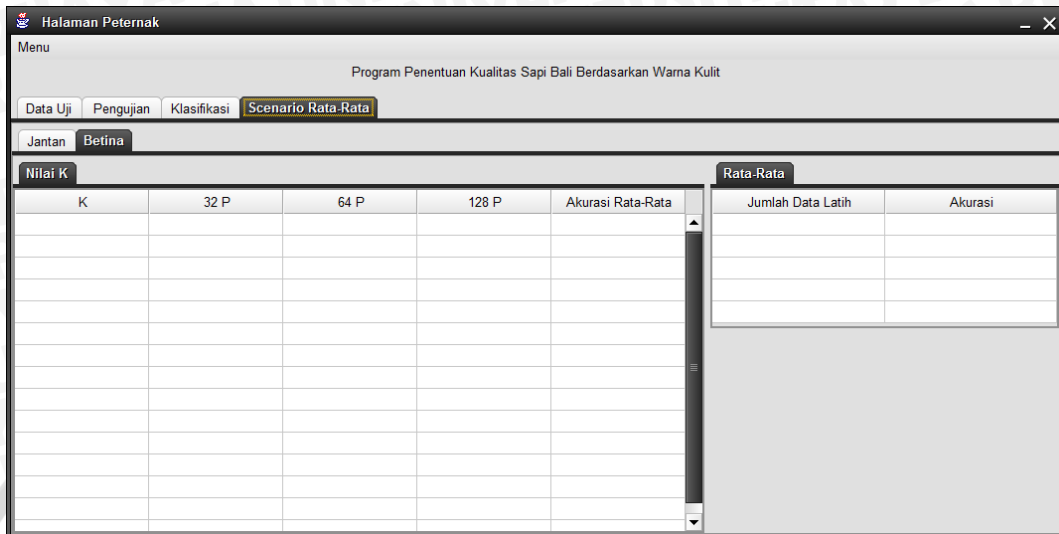 Halaman Peternak
Menu
Program Penentuan Kualitas Sapi Bali Berdasarkan Warna Kulit
Data Uji Pengujian Klasifikasi Scenario Rata-Rata
Jantan Betina
Nilai K Rata-Rata
K 32 P 64 P 128 P Akurasi Rata-Rata Jumlah Data Latih Akurasi